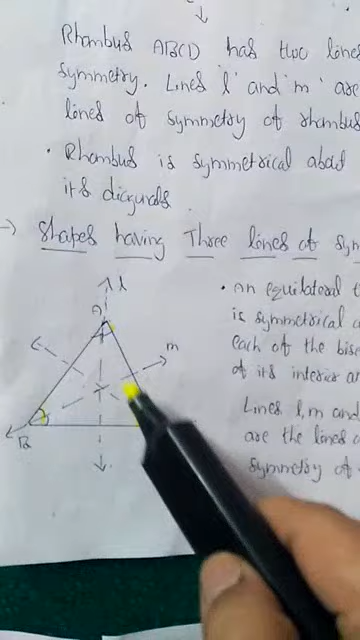 Rhombus ABCD has two lines
symmetry. Lines 'l' and 'm' are
lines of symmetry of rhombus
• Rhombus is symmetrical about
its diagonals.
→ Shapes having Three lines of sym
A
l
m
B
• An equilateral t
is symmetrical a
each of the bise
of its interior an
Lines l, m and
are the lines o
symmetry of